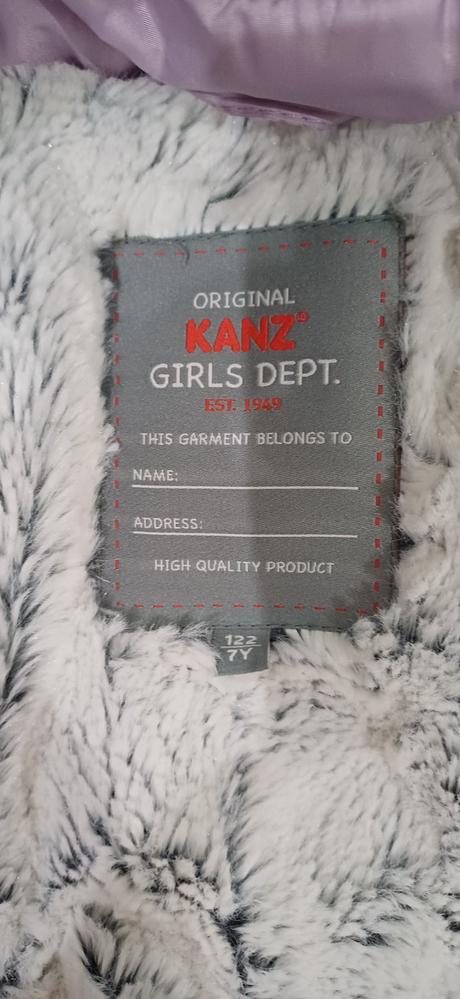 ORIGINAL
KANZ®
GIRLS DEPT.
EST. 1949
THIS GARMENT BELONGS TO
NAME:
ADDRESS:
HIGH QUALITY PRODUCT
122
7Y